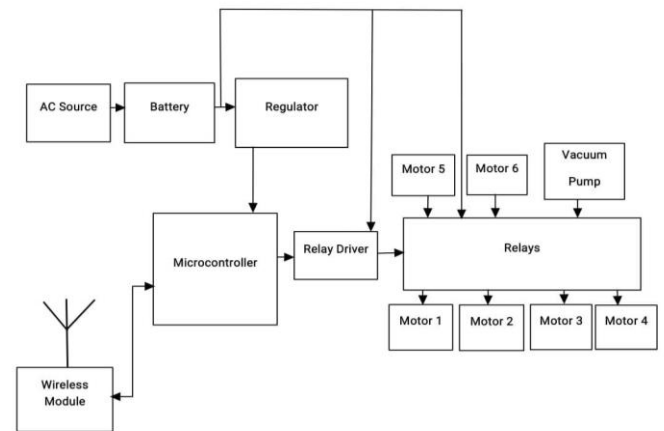 AC Source
Battery
Regulator
Motor 5
Motor 6
Vacuum
Pump
Microcontroller
Relay Driver
Relays
Motor 1
Motor 2
Motor 3
Motor 4
Wireless
Module